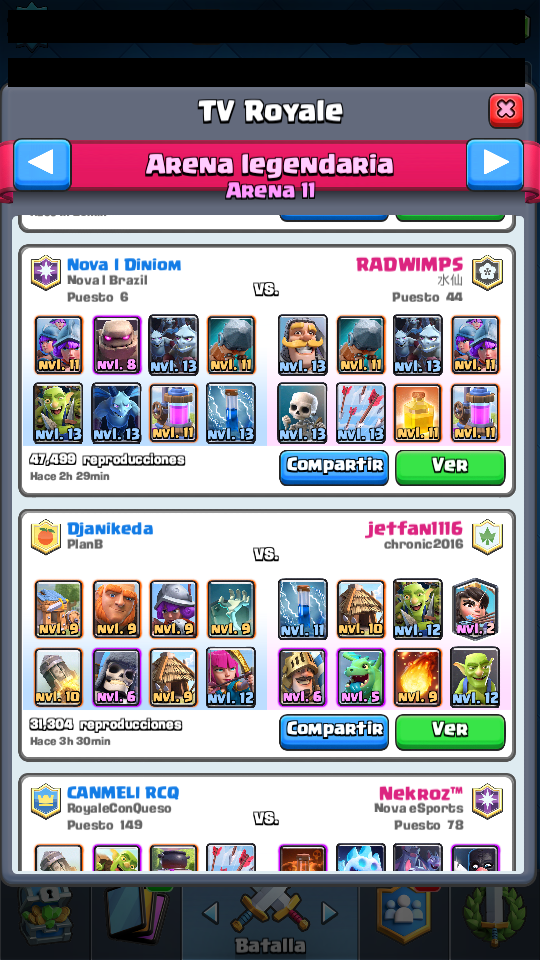 TV Royale
Arena legendaria
Arena 11
Nova l Diniom
Nova l Brazil
Puesto 6
vs.
RADWIMPS
水仙
Puesto 44
Nvl. 11 Nvl. 8 Nvl. 13 Nvl. 11 Nvl. 13 Nvl. 11 Nvl. 13 Nvl. 11
Nvl. 13 Nvl. 13 Nvl. 11 Nvl. 13 Nvl. 13 Nvl. 13 Nvl. 11 Nvl. 11
47,499 reproducciones
Hace 2h 29min
Compartir
Ver
Djanikeda
PlanB
vs.
jetfan1116
chronic2016
Nvl. 9 Nvl. 9 Nvl. 9 Nvl. 9 Nvl. 11 Nvl. 10 Nvl. 12 Nvl. 2
Nvl. 10 Nvl. 6 Nvl. 9 Nvl. 12 Nvl. 6 Nvl. 5 Nvl. 9 Nvl. 12
31,304 reproducciones
Hace 3h 30min
Compartir
Ver
CANMELI RCQ
RoyaleConQueso
Puesto 149
vs.
Nekroz™
Nova eSports
Puesto 78
Batalla